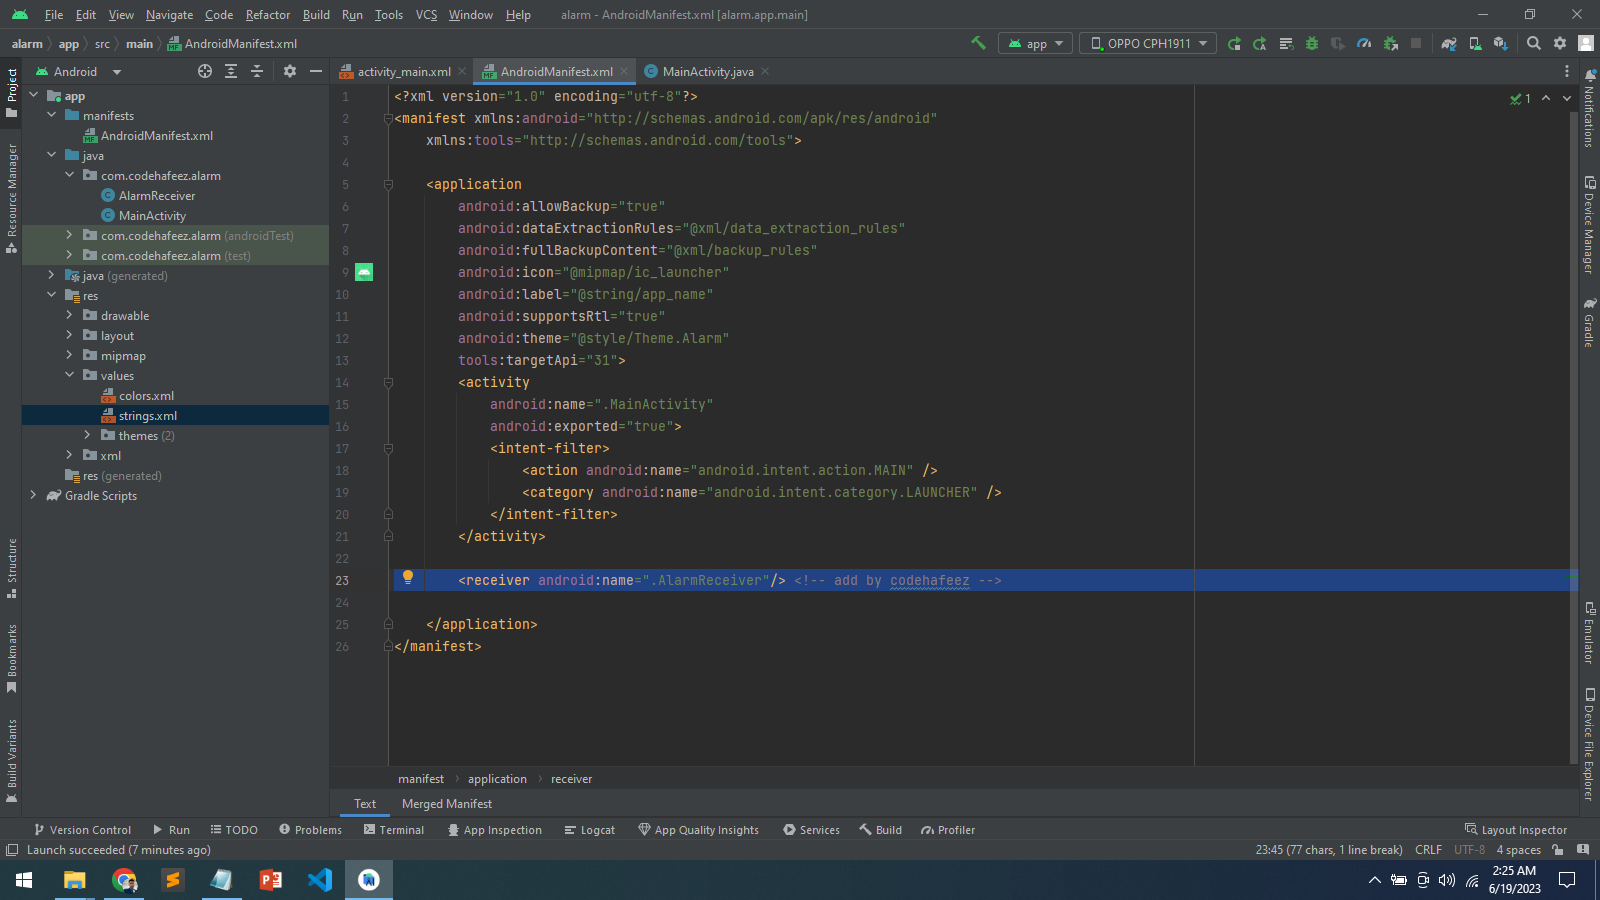 File Edit View Navigate Code Refactor Build Run Tools VCS Window Help alarm - AndroidManifest.xml [alarm.app.main]
alarm app src main AndroidManifest.xml
app OPPO CPH1911
Android
activity_main.xml AndroidManifest.xml MainActivity.java
Project
Resource Manager
Structure
Bookmarks
Build Variants
app
manifests
AndroidManifest.xml
java
com.codehafeez.alarm
AlarmReceiver
MainActivity
com.codehafeez.alarm (androidTest)
com.codehafeez.alarm (test)
java (generated)
res
drawable
layout
mipmap
values
colors.xml
strings.xml
themes (2)
xml
res (generated)
Gradle Scripts
1 <?xml version="1.0" encoding="utf-8"?>
2 <manifest xmlns:android="http://schemas.android.com/apk/res/android"
3 xmlns:tools="http://schemas.android.com/tools">
4
5 <application
6 android:allowBackup="true"
7 android:dataExtractionRules="@xml/data_extraction_rules"
8 android:fullBackupContent="@xml/backup_rules"
9 android:icon="@mipmap/ic_launcher"
10 android:label="@string/app_name"
11 android:supportsRtl="true"
12 android:theme="@style/Theme.Alarm"
13 tools:targetApi="31">
14 <activity
15 android:name=".MainActivity"
16 android:exported="true">
17 <intent-filter>
18 <action android:name="android.intent.action.MAIN" />
19 <category android:name="android.intent.category.LAUNCHER" />
20 </intent-filter>
21 </activity>
22
23 <receiver android:name=".AlarmReceiver"/> <!-- add by codehafeez -->
24
25 </application>
26 </manifest>
1
Notifications
Device Manager
Gradle
Emulator
Device File Explorer
manifest application receiver
Text Merged Manifest
Version Control Run TODO Problems Terminal App Inspection Logcat App Quality Insights Services Build Profiler Layout Inspector
Launch succeeded (7 minutes ago) 23:45 (77 chars, 1 line break) CRLF UTF-8 4 spaces
2:25 AM
6/19/2023